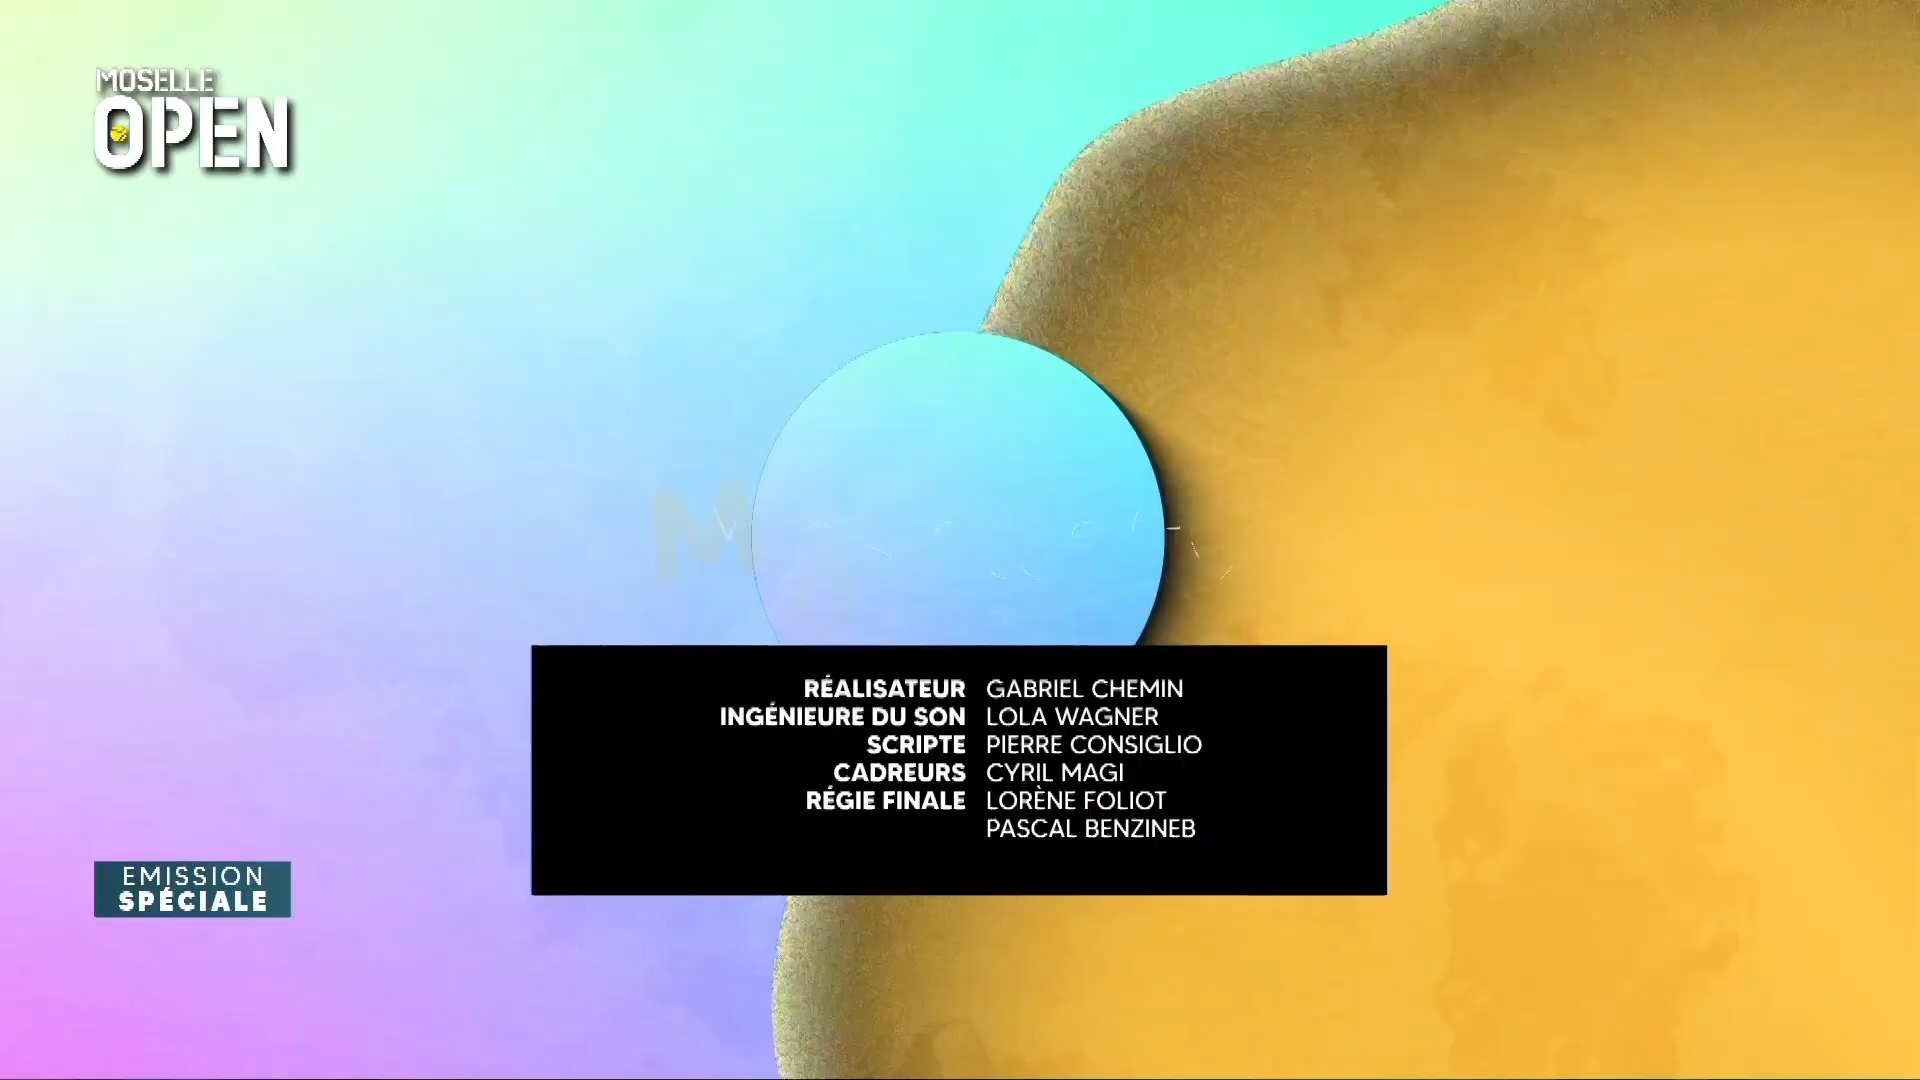 MOSELLE
OPEN
RÉALISATEUR GABRIEL CHEMIN
INGÉNIEURE DU SON LOLA WAGNER
SCRIPTE PIERRE CONSIGLIO
CADREURS CYRIL MAGI
RÉGIE FINALE LORÈNE FOLIOT
PASCAL BENZINEB
EMISSION
SPÉCIALE